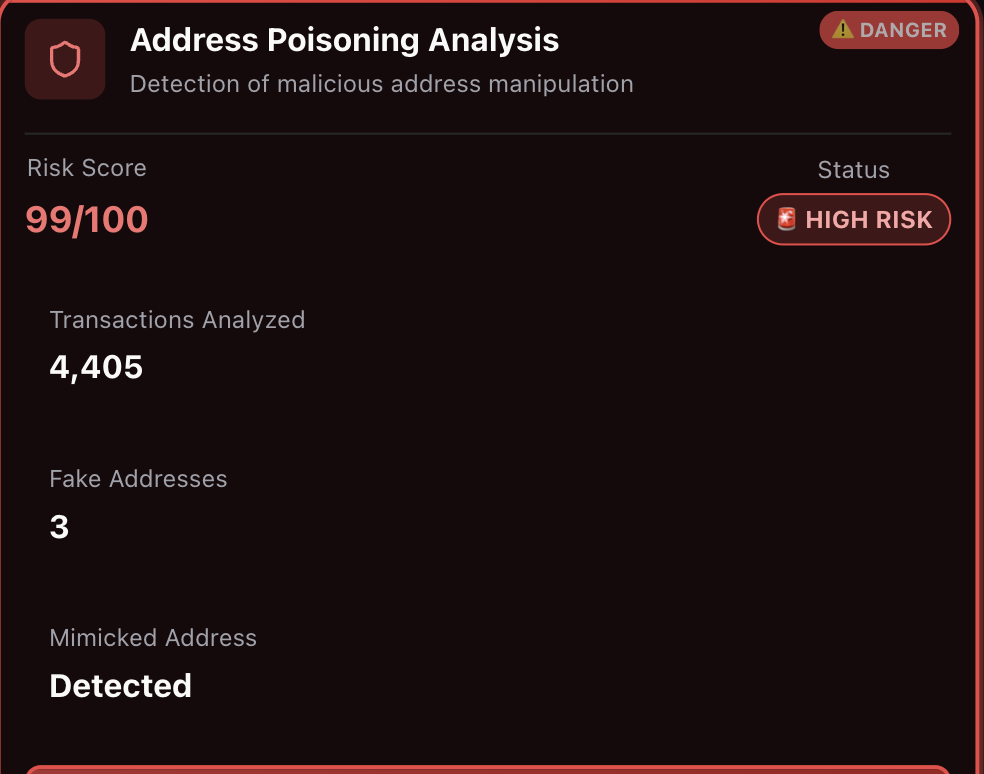 Address Poisoning Analysis
⚠️ DANGER
Detection of malicious address manipulation
Risk Score
Status
99/100
🚨 HIGH RISK
Transactions Analyzed
4,405
Fake Addresses
3
Mimicked Address
Detected